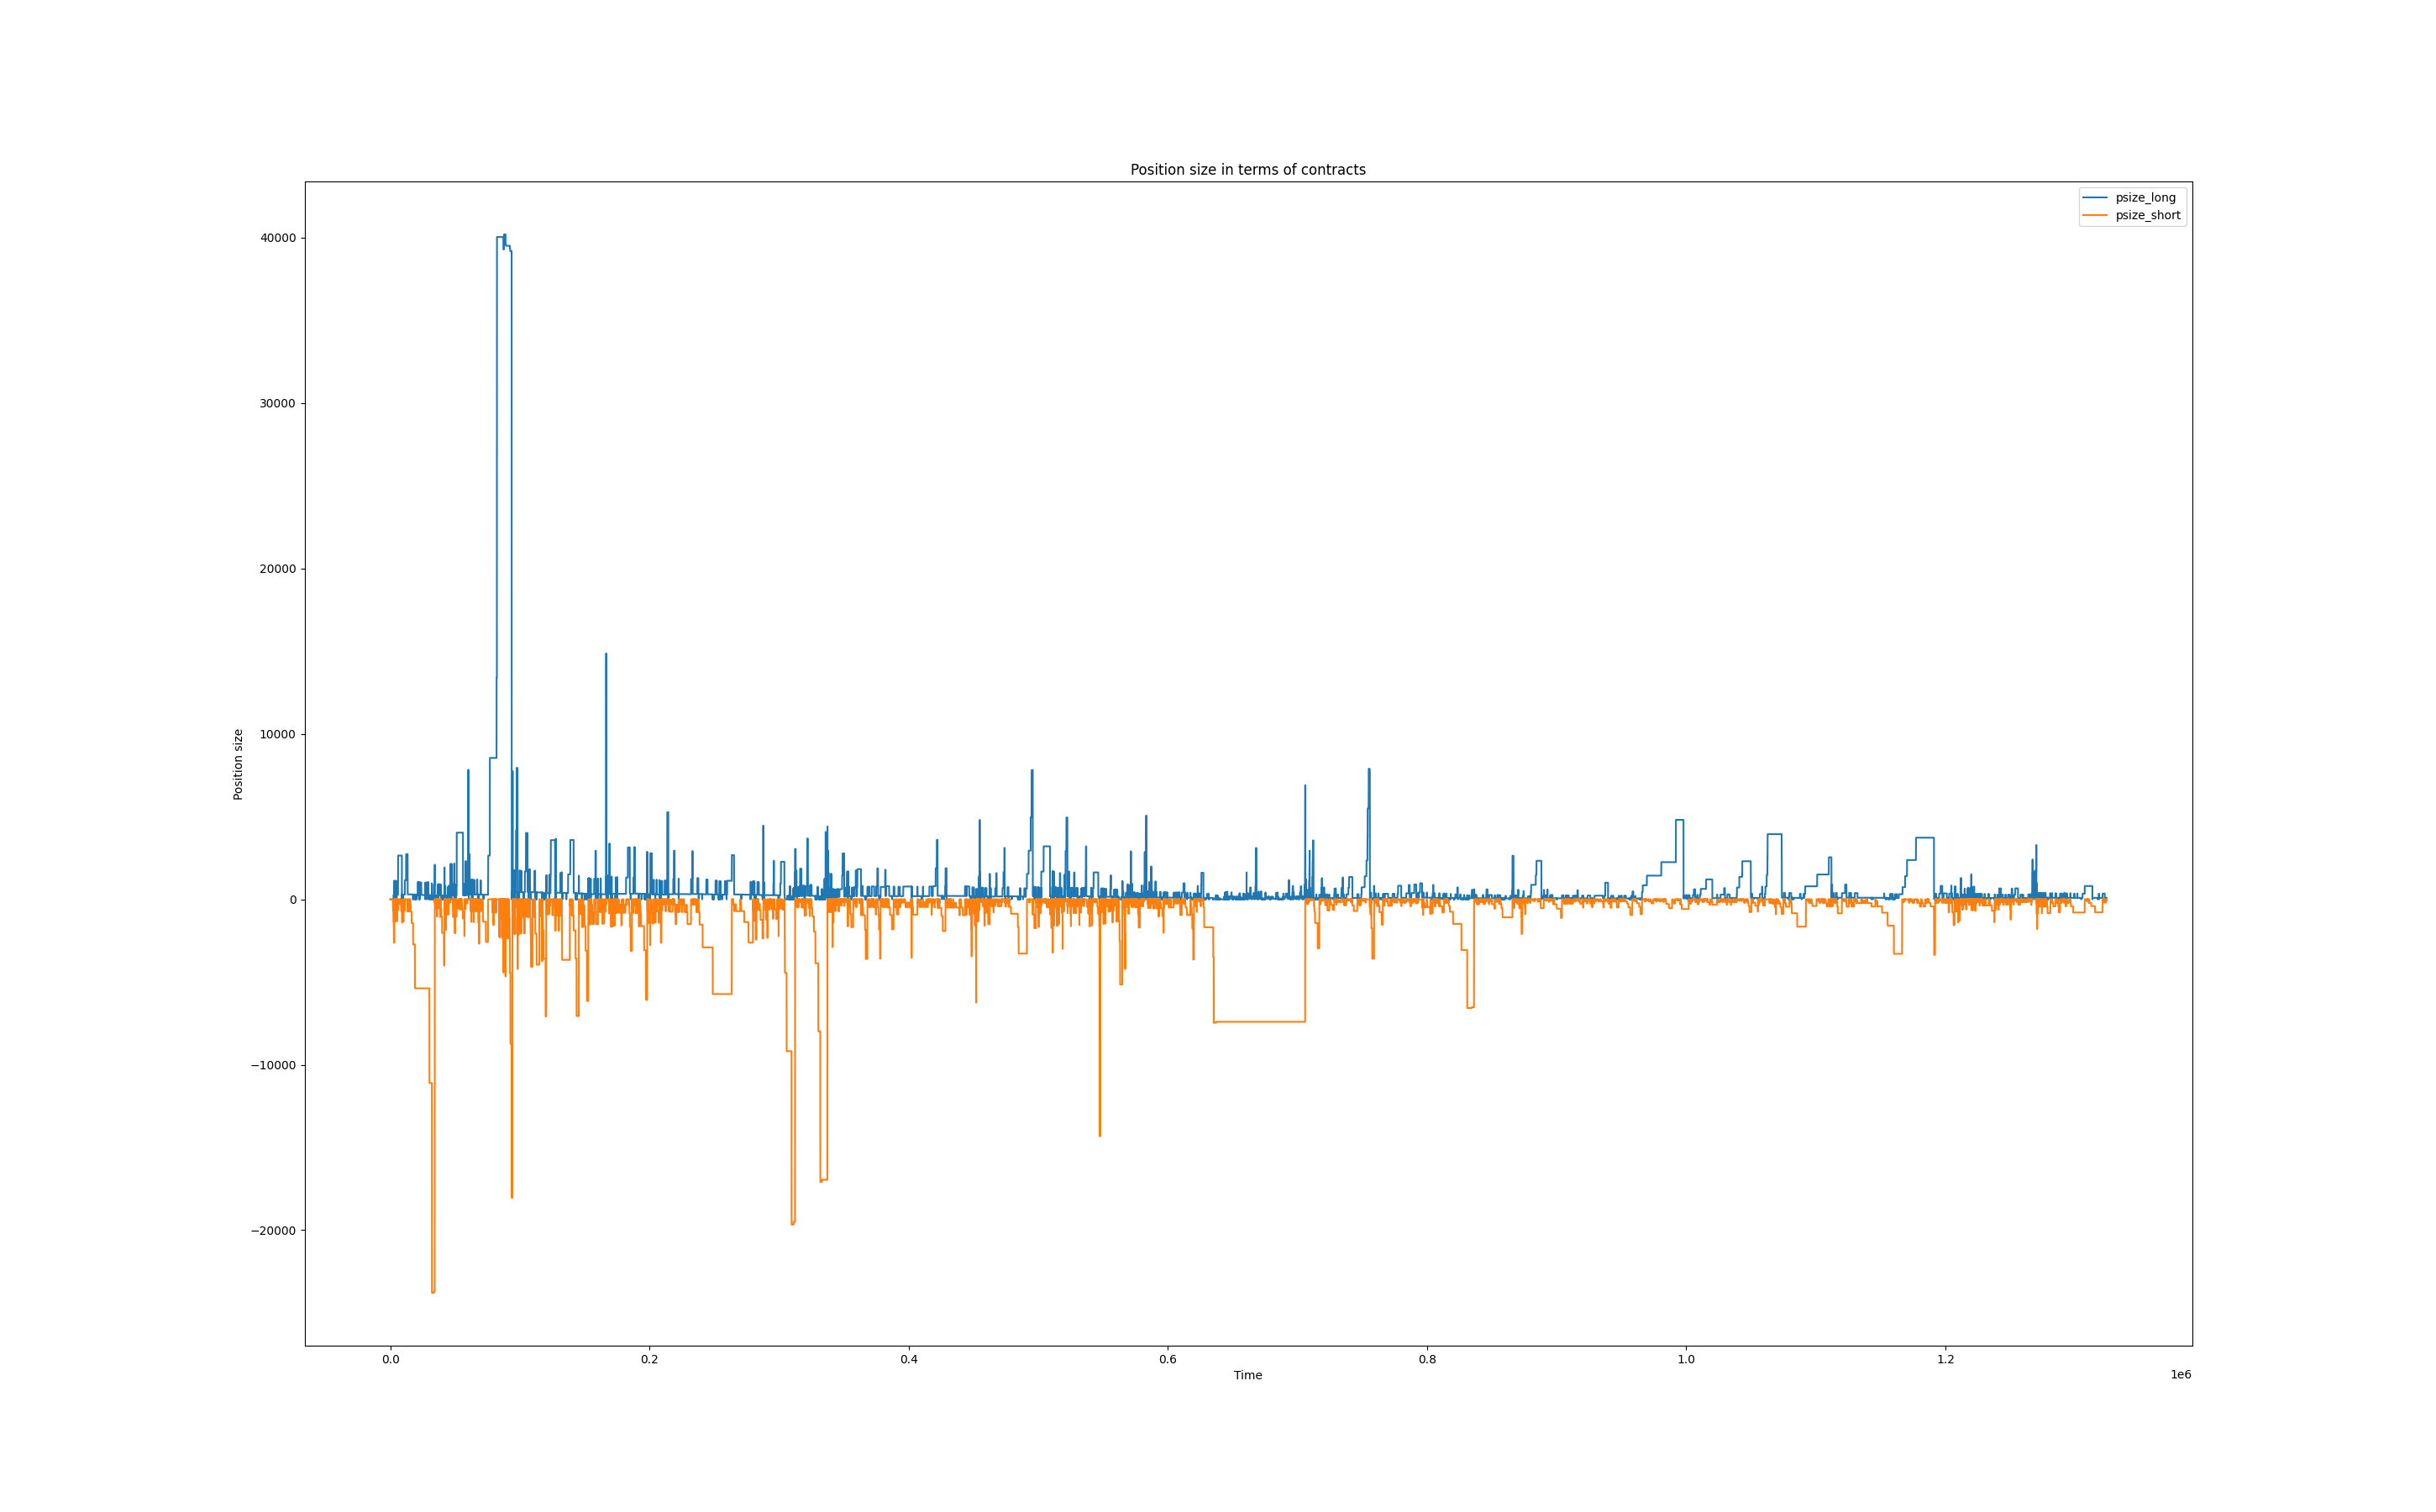 Position size in terms of contracts
psize_long
psize_short
40000
30000
20000
10000
0
−10000
−20000
Position size
0.0 0.2 0.4 0.6 0.8 1.0 1.2
Time
1e6